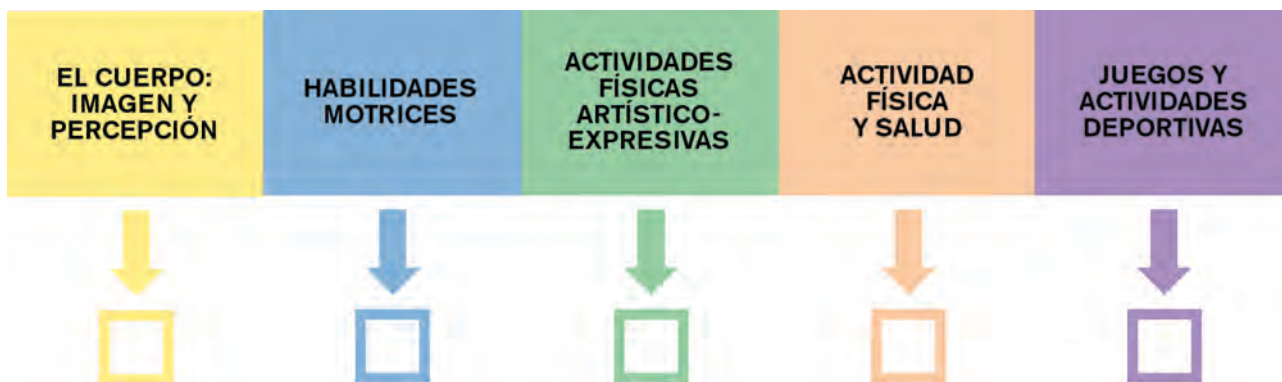 EL CUERPO:
IMAGEN Y
PERCEPCIÓN
HABILIDADES
MOTRICES
ACTIVIDADES
FÍSICAS
ARTÍSTICO-
EXPRESIVAS
ACTIVIDAD
FÍSICA
Y SALUD
JUEGOS Y
ACTIVIDADES
DEPORTIVAS